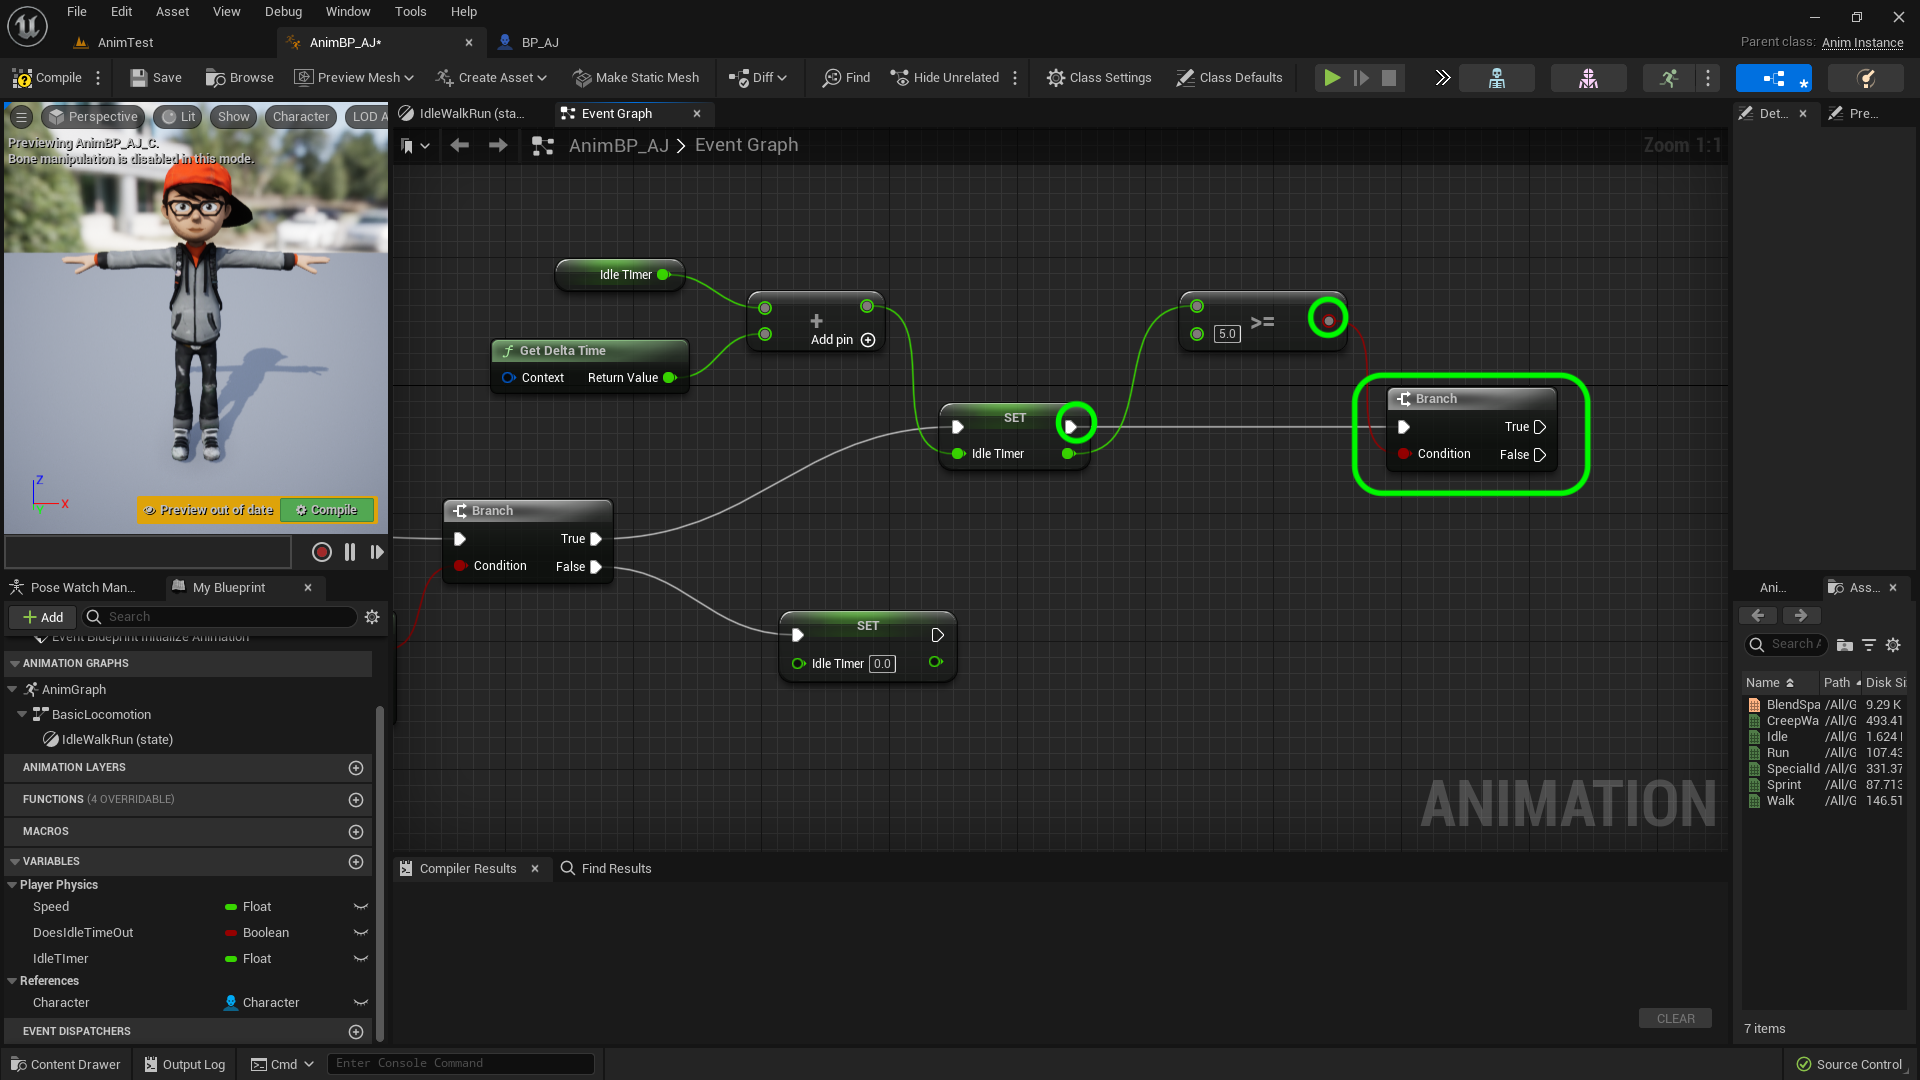 File Edit Asset View Debug Window Tools Help
AnimTest
AnimBP_AJ*
BP_AJ
Parent class: Anim Instance
Compile
Save
Browse
Preview Mesh
Create Asset
Make Static Mesh
Diff
Find
Hide Unrelated
Class Settings
Class Defaults
Perspective
Lit
Show
Character
LOD A
Previewing AnimBP_AJ_C.
Bone manipulation is disabled in this mode.
Z
X
Y
Preview out of date
Compile
IdleWalkRun (sta...
Event Graph
AnimBP_AJ > Event Graph
Zoom 1:1
Idle TImer
Get Delta Time
Context
Return Value
+
Add pin
SET
Idle TImer
5.0
>=
Branch
True
Condition
False
Branch
True
Condition
False
SET
Idle TImer 0.0
ANIMATION
Det...
Pre...
Pose Watch Man...
My Blueprint
Add
Search
Event Blueprint Initialize Animation
ANIMATION GRAPHS
AnimGraph
BasicLocomotion
IdleWalkRun (state)
ANIMATION LAYERS
FUNCTIONS (4 OVERRIDABLE)
MACROS
VARIABLES
Player Physics
Speed Float
DoesIdleTimeOut Boolean
IdleTImer Float
References
Character Character
EVENT DISPATCHERS
Compiler Results
Find Results
CLEAR
Ani...
Ass...
Search A
Name Path Disk Si
BlendSpa /All/G 9.29 K
CreepWa /All/G 493.41
Idle /All/G 1.624
Run /All/G 107.43
SpecialId /All/G 331.37
Sprint /All/G 87.713
Walk /All/G 146.51
7 items
Content Drawer
Output Log
Cmd
Enter Console Command
Source Control